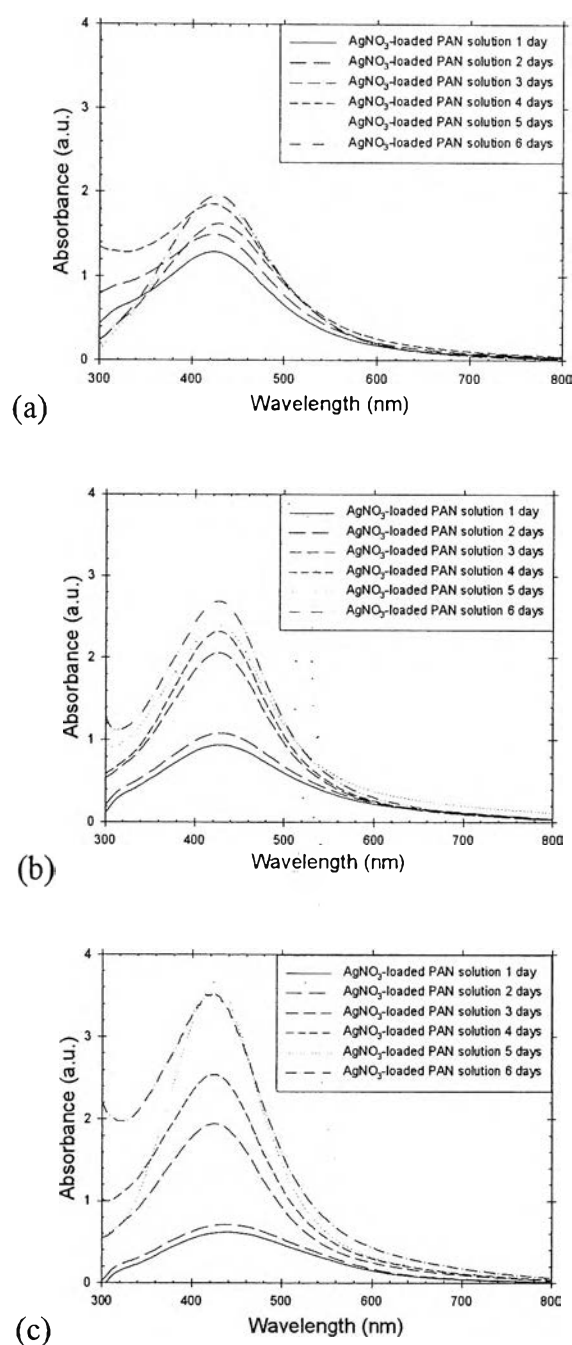 4
3
2
1
0
300
400
500
600
700
800
Absorbance (a.u.)
Wavelength (nm)
AgNO₃-loaded PAN solution 1 day
AgNO₃-loaded PAN solution 2 days
AgNO₃-loaded PAN solution 3 days
AgNO₃-loaded PAN solution 4 days
AgNO₃-loaded PAN solution 5 days
AgNO₃-loaded PAN solution 6 days
(a)
4
3
2
1
0
300
400
500
600
700
800
Absorbance (a.u.)
Wavelength (nm)
AgNO₃-loaded PAN solution 1 day
AgNO₃-loaded PAN solution 2 days
AgNO₃-loaded PAN solution 3 days
AgNO₃-loaded PAN solution 4 days
AgNO₃-loaded PAN solution 5 days
AgNO₃-loaded PAN solution 6 days
(b)
4
3
2
1
0
300
400
500
600
700
800
Absorbance (a.u.)
Wavelength (nm)
AgNO₃-loaded PAN solution 1 day
AgNO₃-loaded PAN solution 2 days
AgNO₃-loaded PAN solution 3 days
AgNO₃-loaded PAN solution 4 days
AgNO₃-loaded PAN solution 5 days
AgNO₃-loaded PAN solution 6 days
(c)